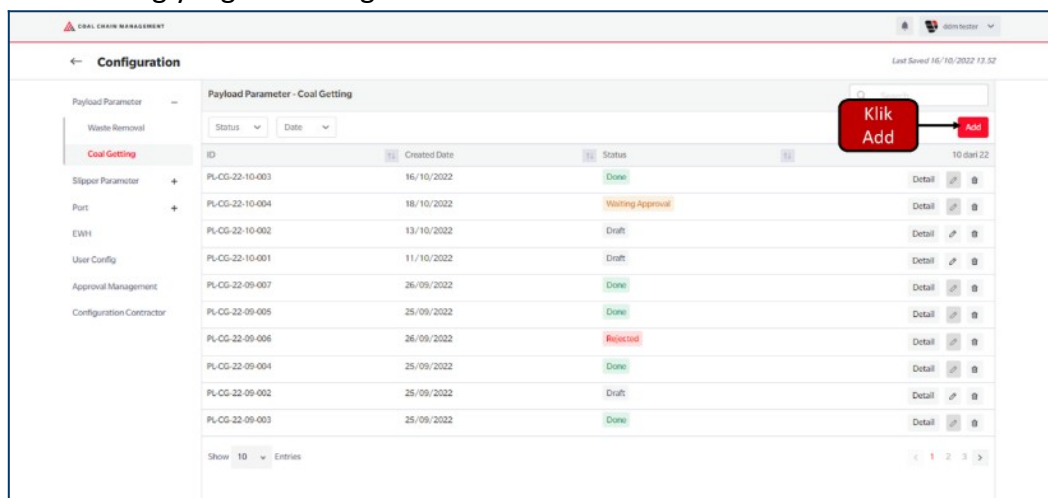 COAL CHAIN MANAGEMENT
ddm tester
← Configuration
Last Saved 16/10/2022 13.52
Payload Parameter −
Waste Removal
Coal Getting
Slipper Parameter +
Port +
EWH
User Config
Approval Management
Configuration Contractor
Payload Parameter - Coal Getting
Search
Status Date
Klik
Add
Add
ID Created Date Status 10 dari 22
PL-CG-22-10-003 16/10/2022 Done Detail
PL-CG-22-10-004 18/10/2022 Waiting Approval Detail
PL-CG-22-10-002 13/10/2022 Draft Detail
PL-CG-22-10-001 11/10/2022 Draft Detail
PL-CG-22-09-007 26/09/2022 Done Detail
PL-CG-22-09-005 25/09/2022 Done Detail
PL-CG-22-09-006 26/09/2022 Rejected Detail
PL-CG-22-09-004 25/09/2022 Done Detail
PL-CG-22-09-002 25/09/2022 Draft Detail
PL-CG-22-09-003 25/09/2022 Done Detail
Show 10 Entries
< 1 2 3 >